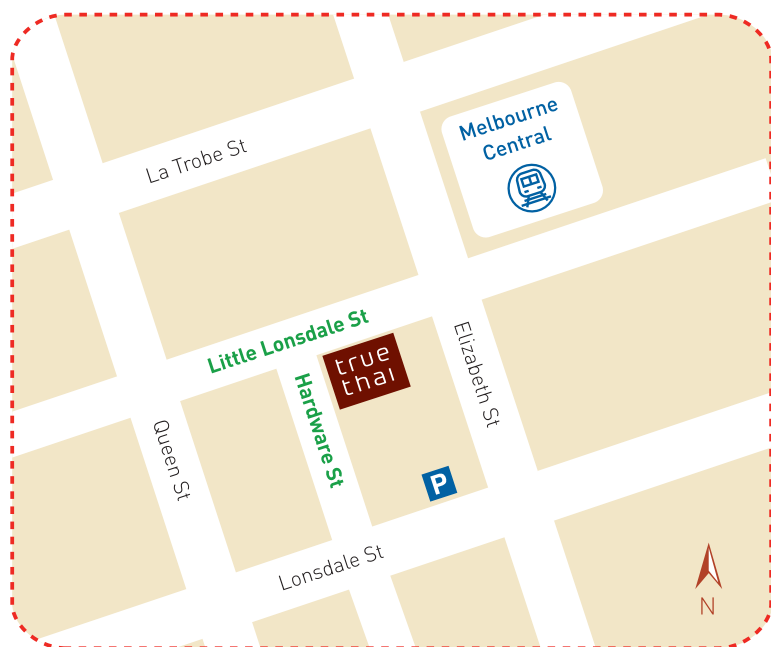 Melbourne
Central
La Trobe St
Little Lonsdale St
true
thai
Elizabeth St
Hardware St
Queen St
P
Lonsdale St
N